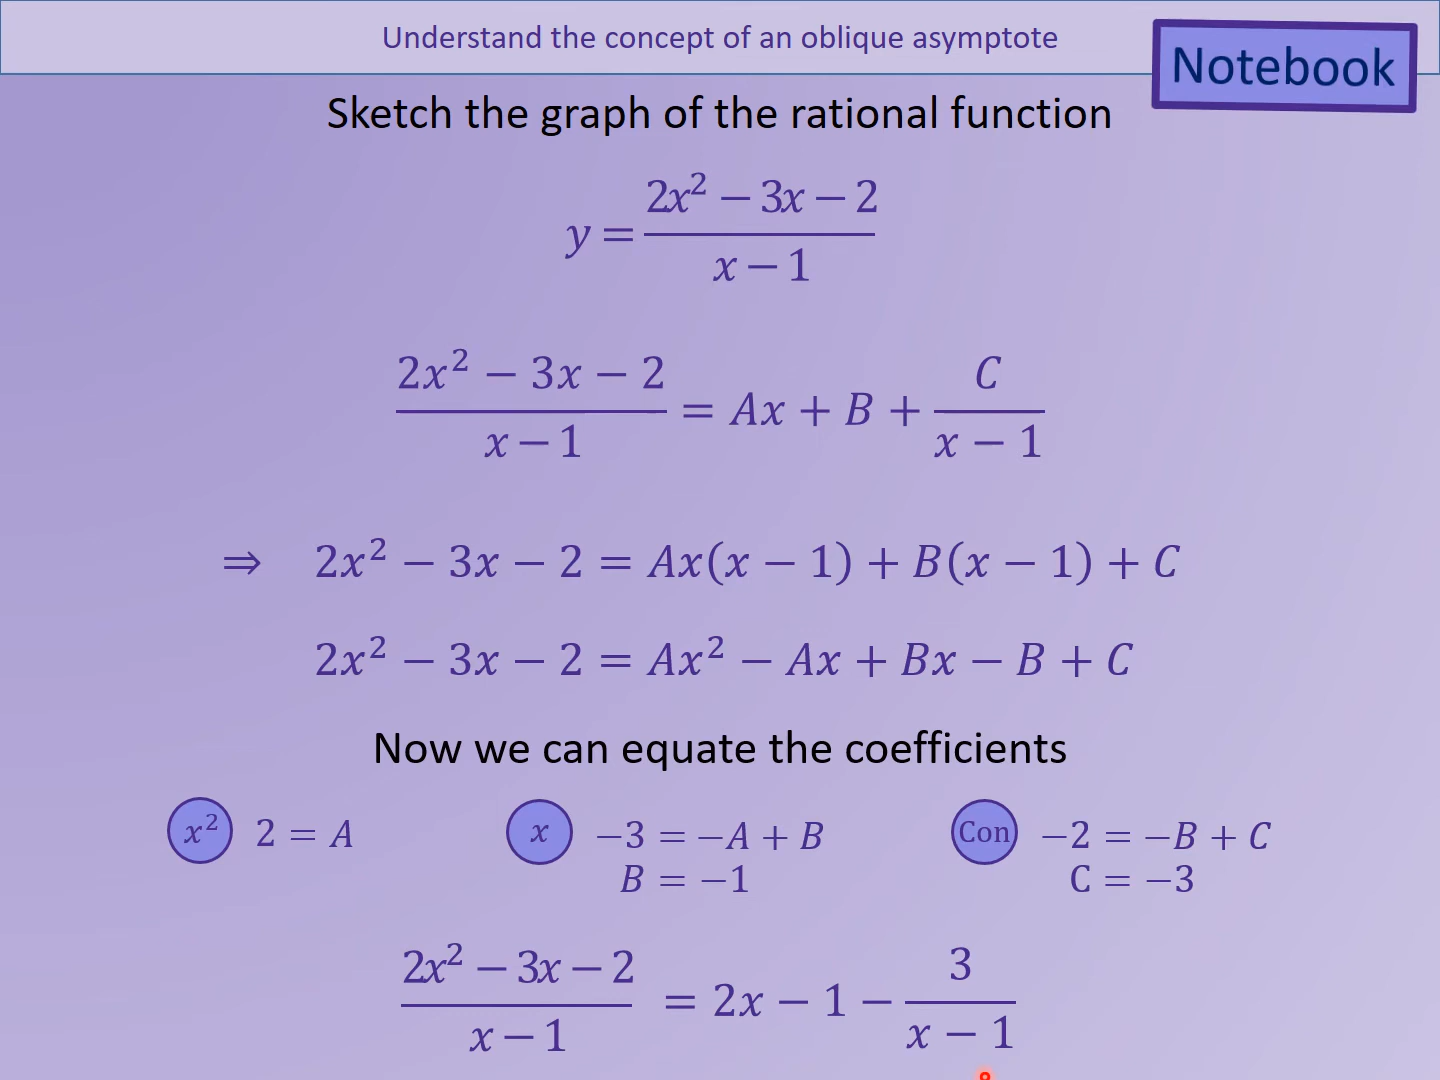 Understand the concept of an oblique asymptote
Notebook
Sketch the graph of the rational function
y = (2x² − 3x − 2)/(x − 1)
(2x² − 3x − 2)/(x − 1) = Ax + B + C/(x − 1)
⇒ 2x² − 3x − 2 = Ax(x − 1) + B(x − 1) + C
2x² − 3x − 2 = Ax² − Ax + Bx − B + C
Now we can equate the coefficients
x² 2 = A
x −3 = −A + B
B = −1
Con −2 = −B + C
C = −3
(2x² − 3x − 2)/(x − 1) = 2x − 1 − 3/(x − 1)